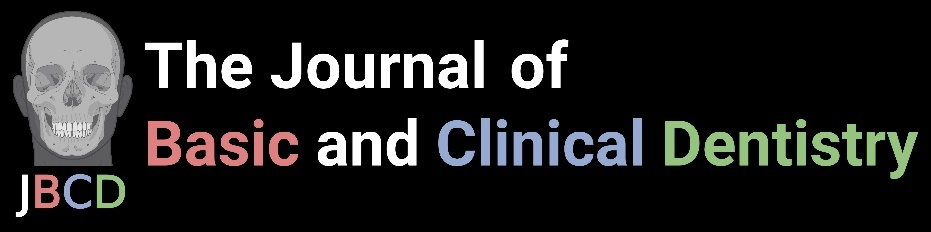 The Journal of
Basic and Clinical Dentistry
JBCD